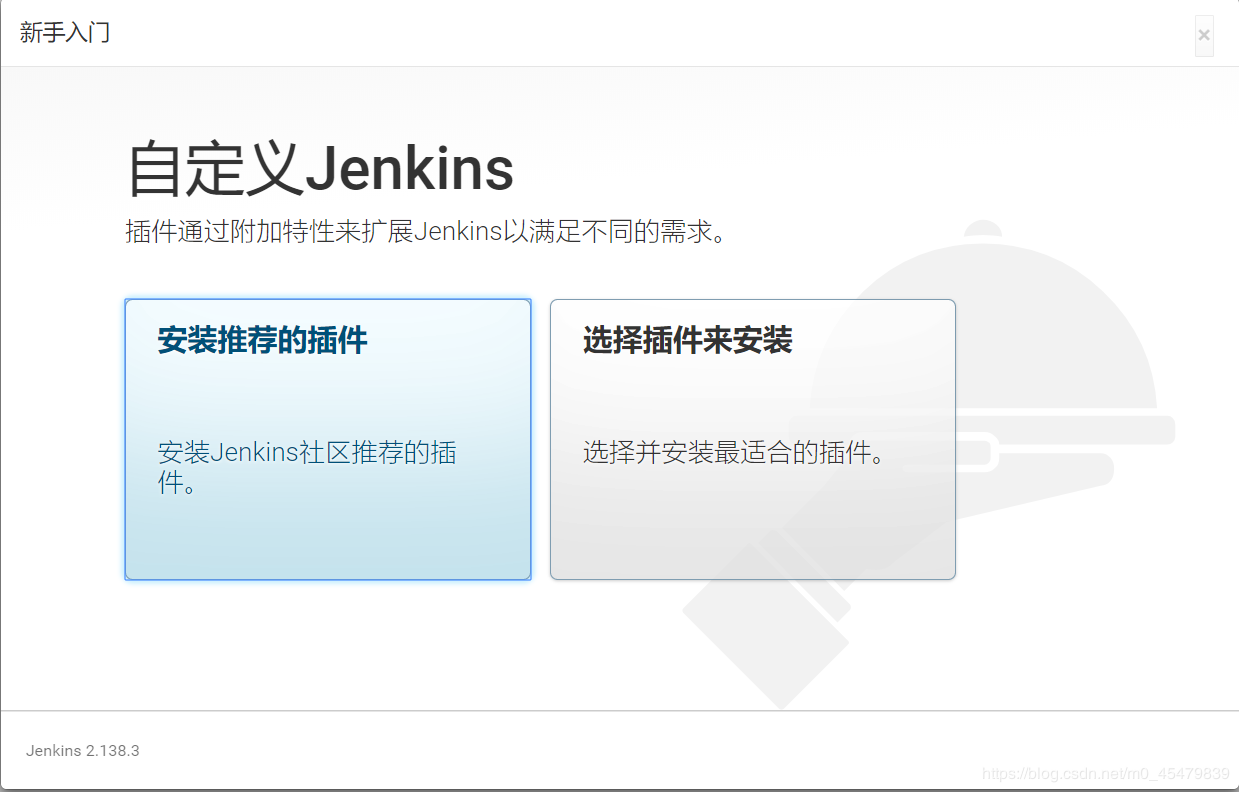 新手入门
×
自定义Jenkins
插件通过附加特性来扩展Jenkins以满足不同的需求。
安装推荐的插件
安装Jenkins社区推荐的插
件。
选择插件来安装
选择并安装最适合的插件。
Jenkins 2.138.3
https://blog.csdn.net/m0_45479839